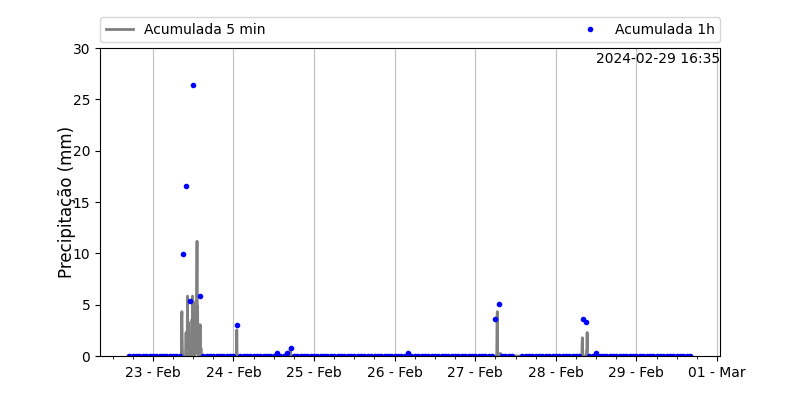 Acumulada 5 min
Acumulada 1h
2024-02-29 16:35
Precipitação (mm)
30
25
20
15
10
5
0
23 - Feb
24 - Feb
25 - Feb
26 - Feb
27 - Feb
28 - Feb
29 - Feb
01 - Mar